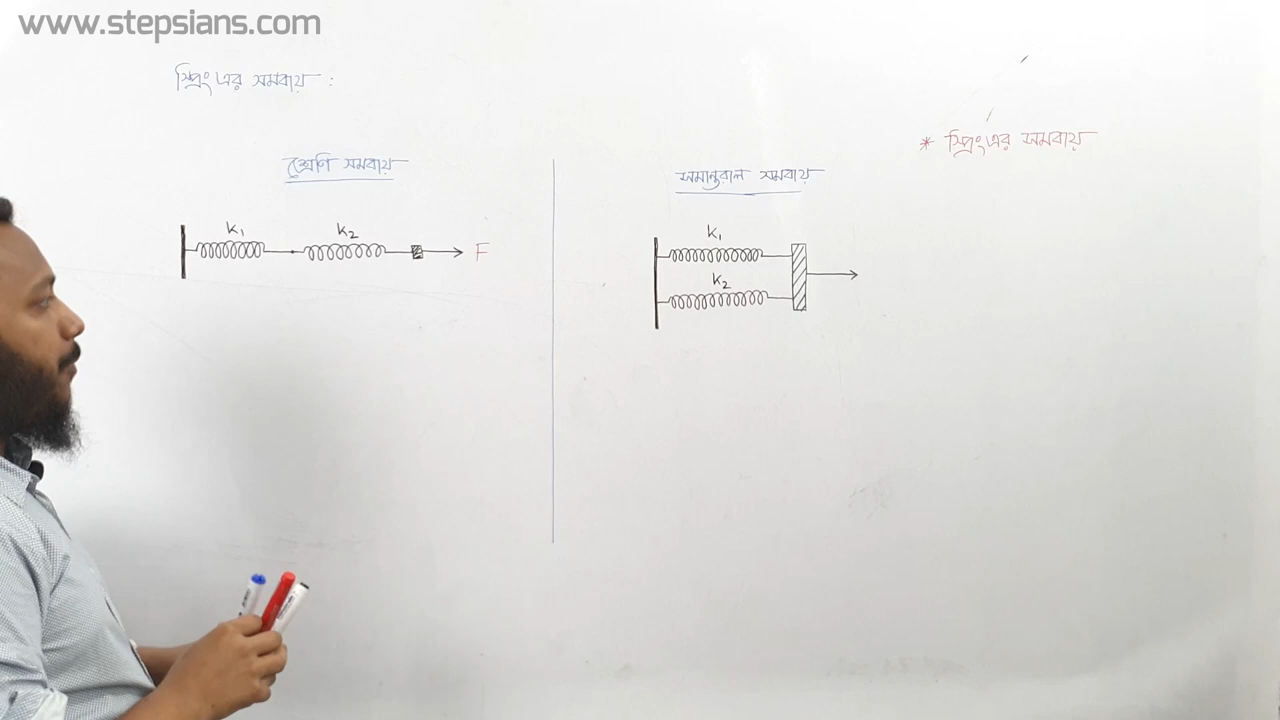 www.stepsians.com
স্প্রিং এর সমবায় :
* স্প্রিংএর সমবায়
শ্রেণি সমবায়
সমান্তরাল সমবায়
k₁
k₂
F
k₁
k₂